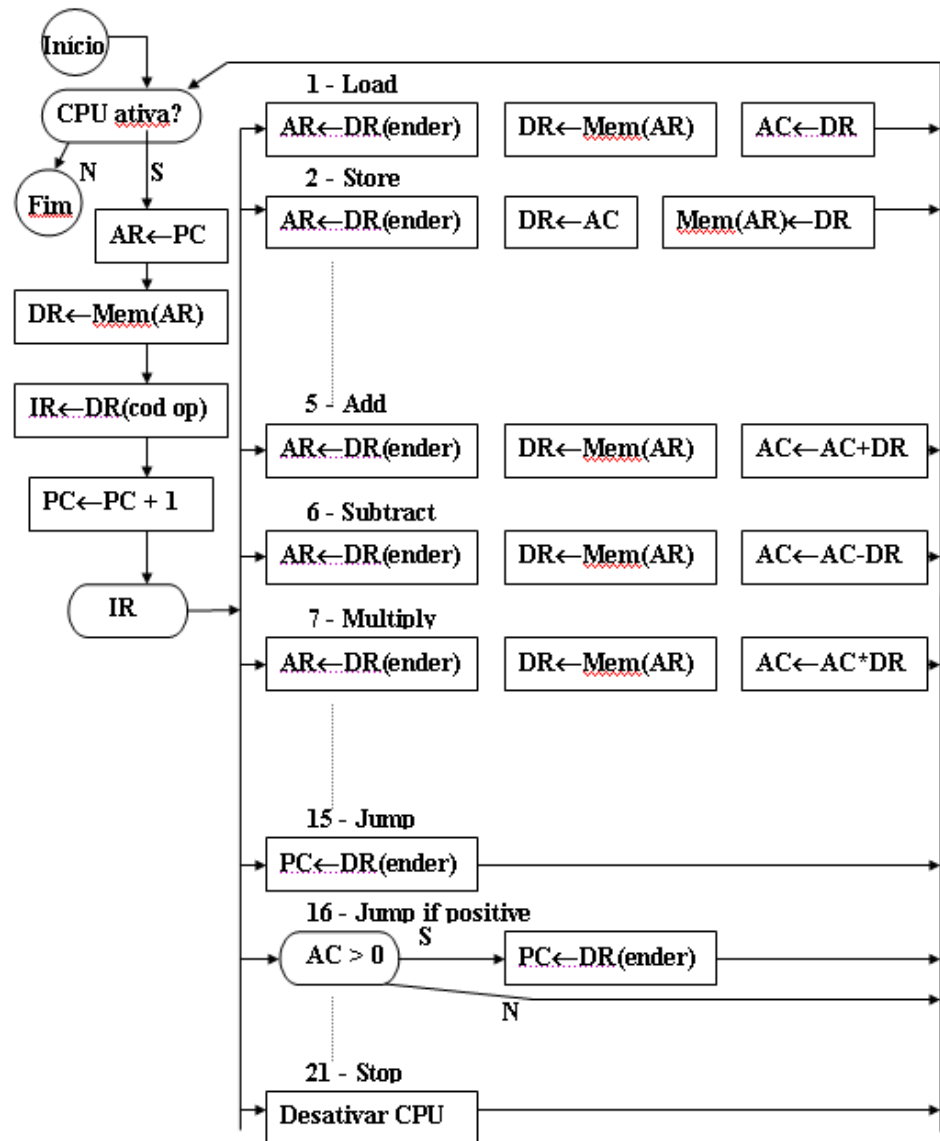 Início
CPU ativa?
N
S
Fim
AR←PC
DR←Mem(AR)
IR←DR(cod op)
PC←PC + 1
IR
1 - Load
AR←DR(ender)
DR←Mem(AR)
AC←DR
2 - Store
AR←DR(ender)
DR←AC
Mem(AR)←DR
5 - Add
AR←DR(ender)
DR←Mem(AR)
AC←AC+DR
6 - Subtract
AR←DR(ender)
DR←Mem(AR)
AC←AC-DR
7 - Multiply
AR←DR(ender)
DR←Mem(AR)
AC←AC*DR
15 - Jump
PC←DR(ender)
16 - Jump if positive
AC > 0
S
PC←DR(ender)
N
21 - Stop
Desativar CPU